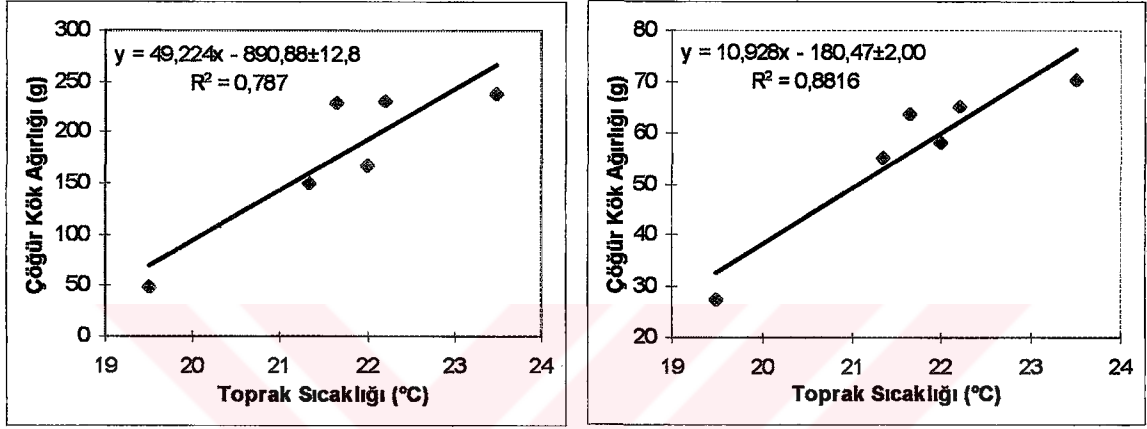 300
250
200
150
100
50
0
y = 49,224x - 890,88±12,8
R² = 0,787
19 20 21 22 23 24
Toprak Sıcaklığı (ºC)
Çöğür Kök Ağırlığı (g)
80
70
60
50
40
30
20
y = 10,928x - 180,47±2,00
R² = 0,8816
19 20 21 22 23 24
Toprak Sıcaklığı (ºC)
Çöğür Kök Ağırlığı (g)